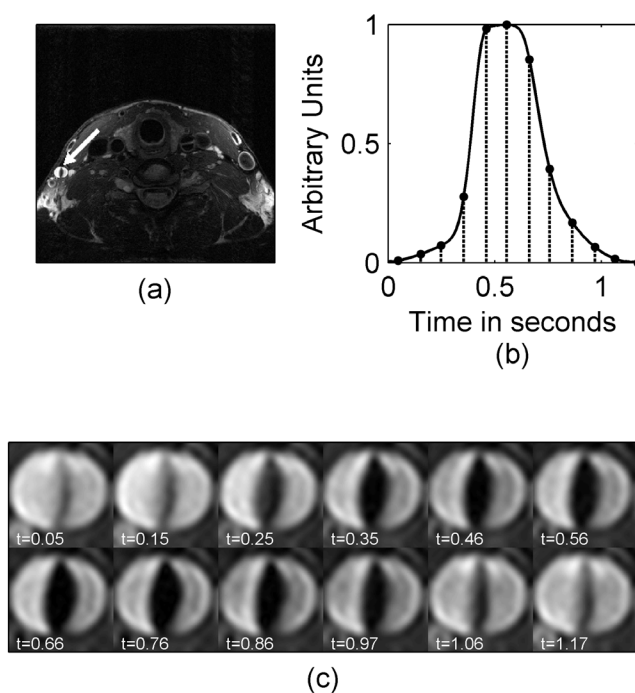 (a)
Arbitrary Units
1
0.5
0
0 0.5 1
Time in seconds
(b)
t=0.05 t=0.15 t=0.25 t=0.35 t=0.46 t=0.56
t=0.66 t=0.76 t=0.86 t=0.97 t=1.06 t=1.17
(c)